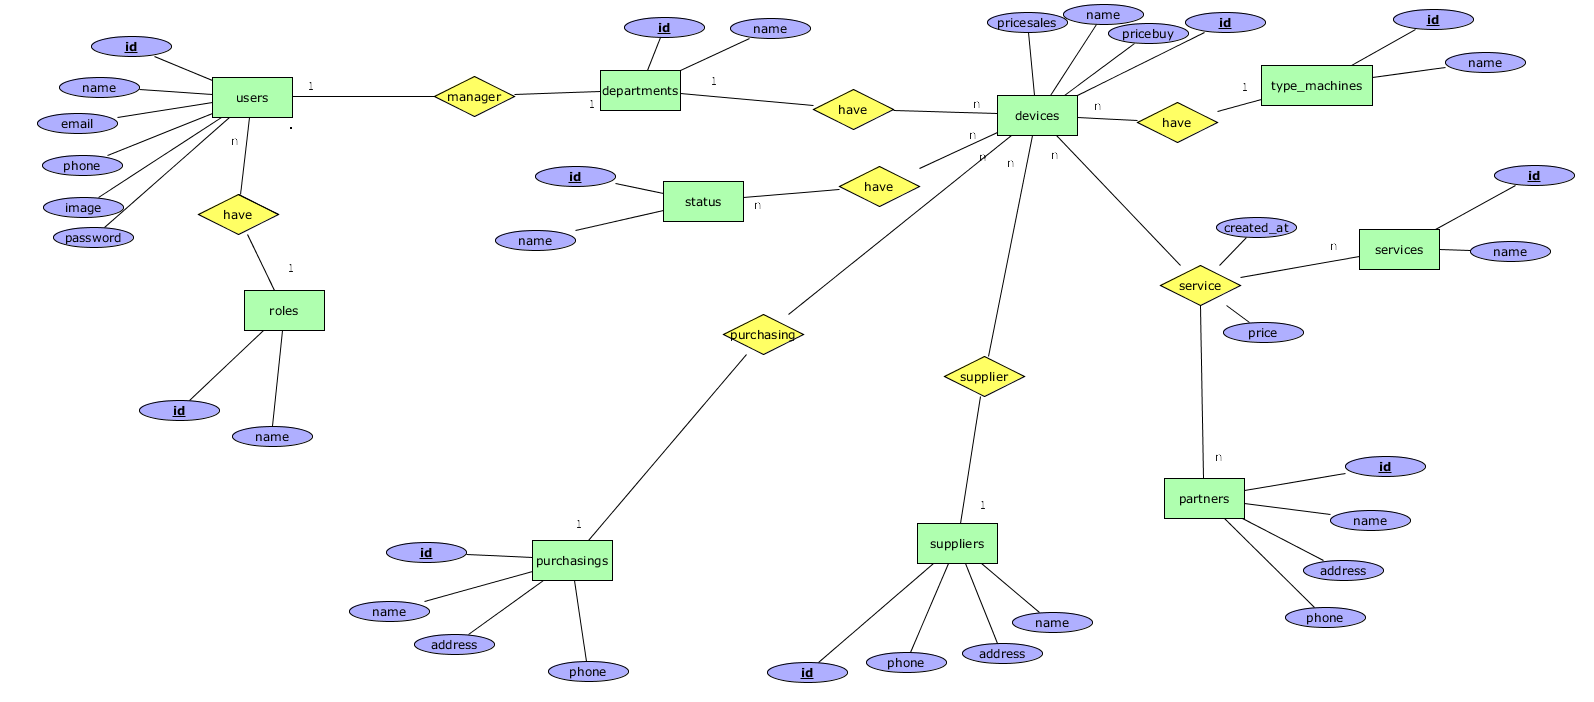 id
name
email
phone
image
password
users
1
manager
1
departments
id
name
n
have
1
roles
id
name
1
have
n
devices
pricesales
name
pricebuy
id
n
have
1
type_machines
id
name
status
id
name
n
have
n
n
purchasing
1
purchasings
id
name
address
phone
n
supplier
1
suppliers
id
phone
address
name
n
service
created_at
price
n
services
id
name
n
partners
id
name
address
phone